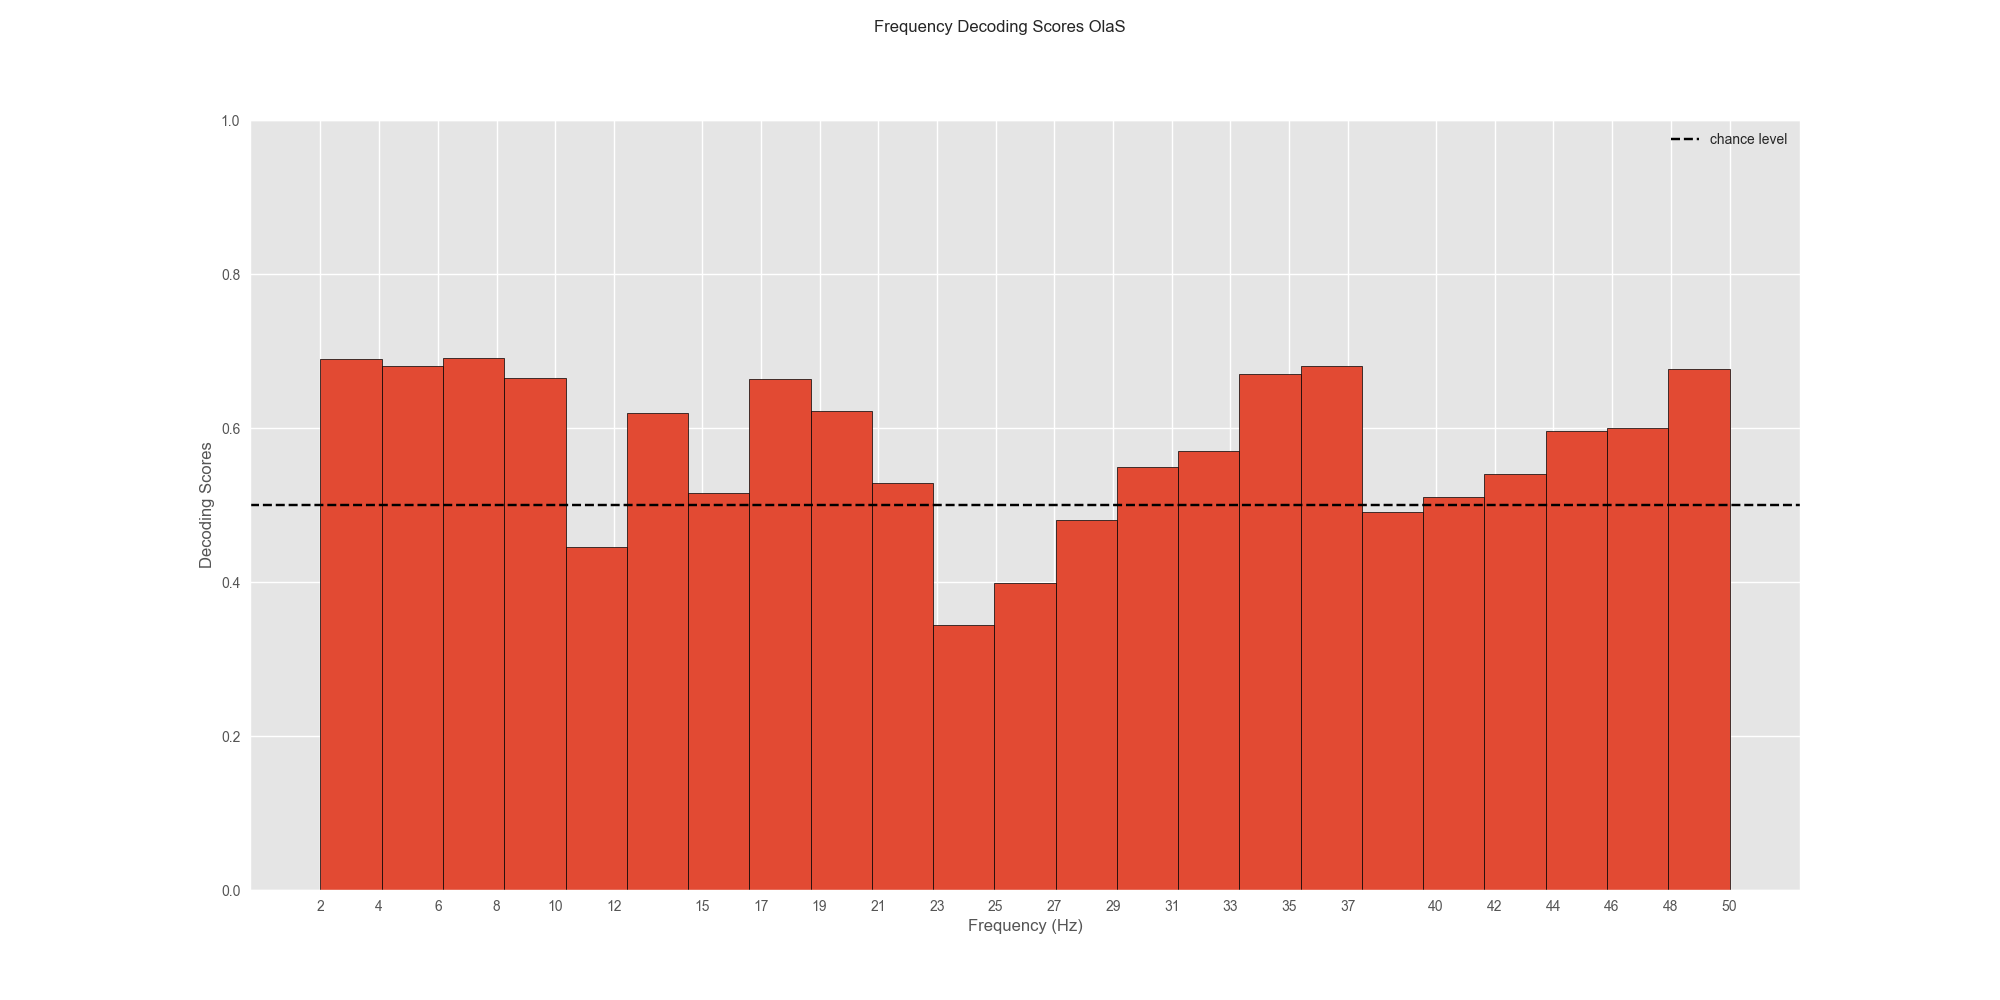 Frequency Decoding Scores OlaS
1.0
0.8
0.6
0.4
0.2
0.0
Decoding Scores
chance level
2 4 6 8 10 12 15 17 19 21 23 25 27 29 31 33 35 37 40 42 44 46 48 50
Frequency (Hz)